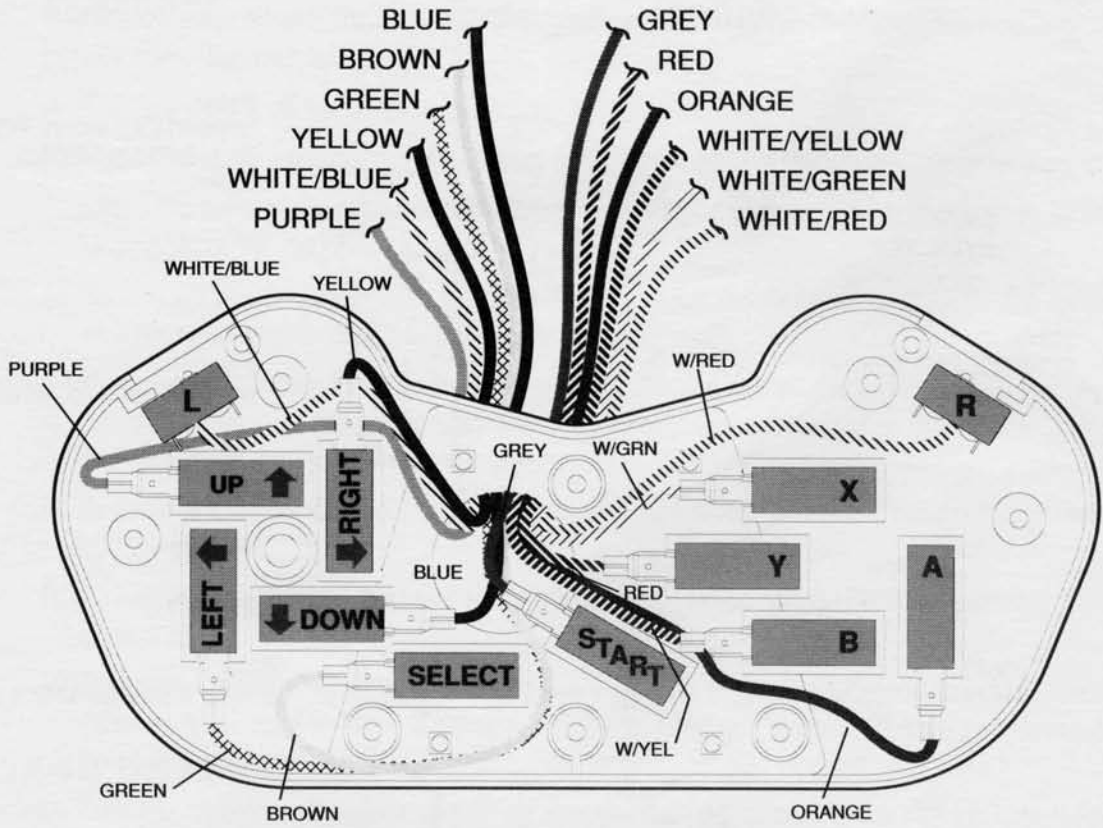 BLUE
BROWN
GREEN
YELLOW
WHITE/BLUE
PURPLE
GREY
RED
ORANGE
WHITE/YELLOW
WHITE/GREEN
WHITE/RED
WHITE/BLUE
YELLOW
PURPLE
W/RED
L
R
GREY
W/GRN
UP
RIGHT
X
LEFT
BLUE
Y
A
RED
DOWN
START
B
SELECT
W/YEL
GREEN
BROWN
ORANGE